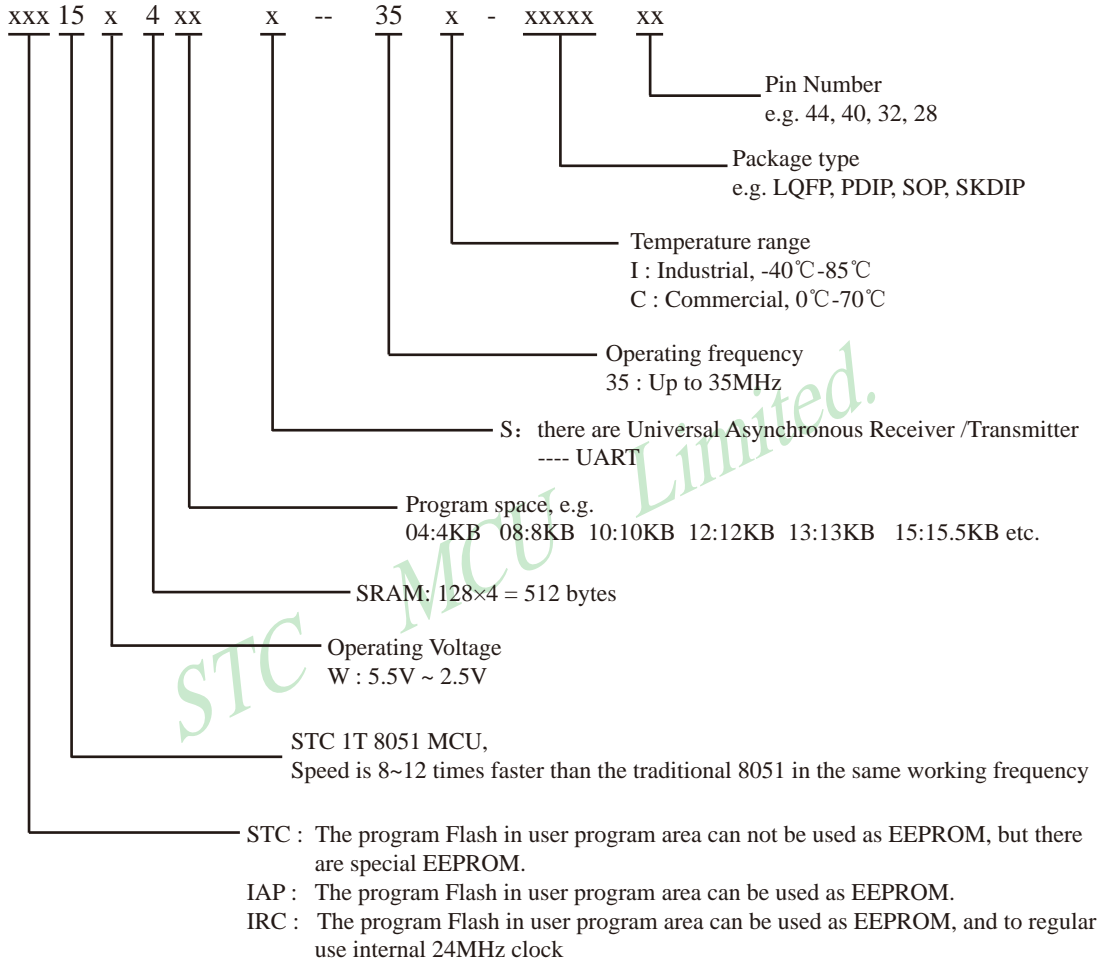 xxx 15 x 4 xx x -- 35 x - xxxxx xx
Pin Number
e.g. 44, 40, 32, 28
Package type
e.g. LQFP, PDIP, SOP, SKDIP
Temperature range
I : Industrial, -40℃-85℃
C : Commercial, 0℃-70℃
Operating frequency
35 : Up to 35MHz
S： there are Universal Asynchronous Receiver /Transmitter
---- UART
Program space, e.g.
04:4KB 08:8KB 10:10KB 12:12KB 13:13KB 15:15.5KB etc.
SRAM: 128×4 = 512 bytes
Operating Voltage
W : 5.5V ~ 2.5V
STC 1T 8051 MCU,
Speed is 8~12 times faster than the traditional 8051 in the same working frequency
STC : The program Flash in user program area can not be used as EEPROM, but there
are special EEPROM.
IAP : The program Flash in user program area can be used as EEPROM.
IRC : The program Flash in user program area can be used as EEPROM, and to regular
use internal 24MHz clock
STC MCU Limited.